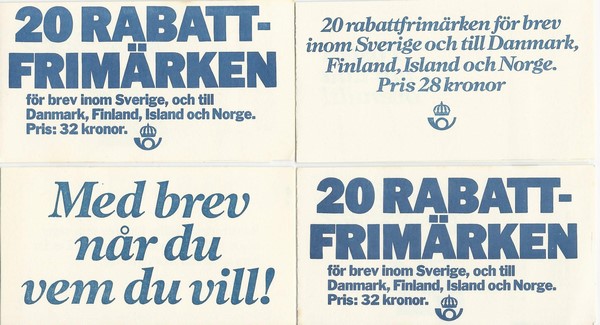 20 RABATT-
FRIMÄRKEN
för brev inom Sverige, och till
Danmark, Finland, Island och Norge.
Pris: 32 kronor.
20 rabattfrimärken för brev
inom Sverige och till Danmark,
Finland, Island och Norge.
Pris 28 kronor
Med brev
når du
vem du vill!
20 RABATT-
FRIMÄRKEN
för brev inom Sverige, och till
Danmark, Finland, Island och Norge.
Pris: 32 kronor.